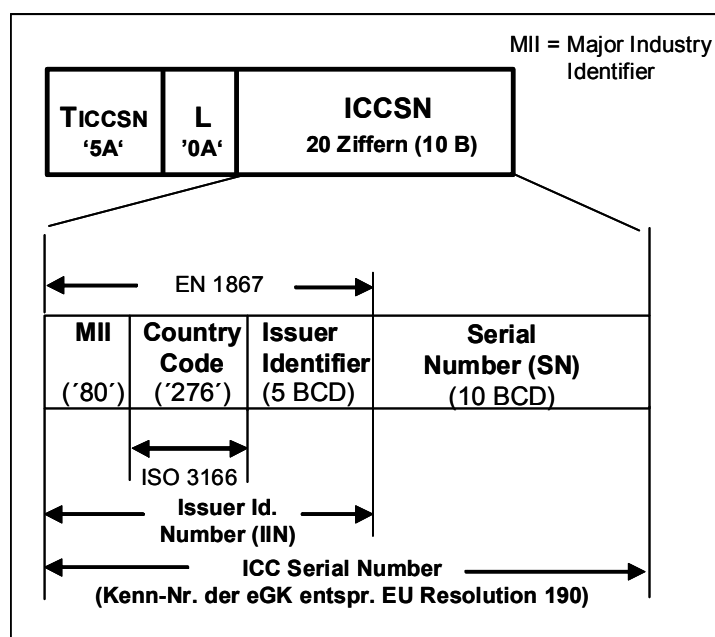 MII = Major Industry
Identifier
TICCSN
‘5A‘
L
’0A‘
ICCSN
20 Ziffern (10 B)
EN 1867
MII
(´80´)
Country
Code
(´276´)
Issuer
Identifier
(5 BCD)
Serial
Number (SN)
(10 BCD)
ISO 3166
Issuer Id.
Number (IIN)
ICC Serial Number
(Kenn-Nr. der eGK entspr. EU Resolution 190)